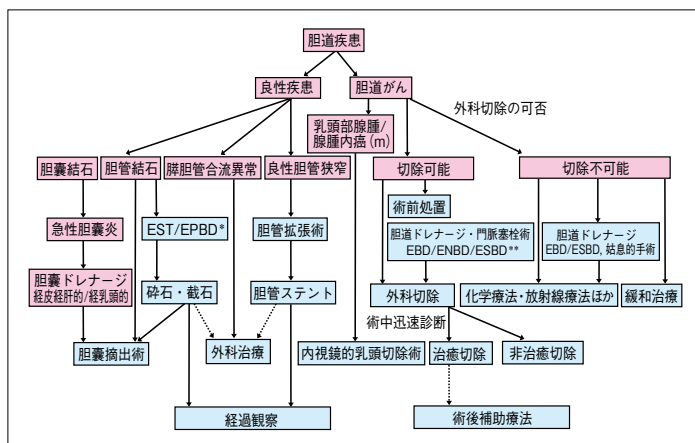 胆道疾患
良性疾患
胆道がん
外科切除の可否
乳頭部腺腫/
腺腫内癌(m)
胆嚢結石
胆管結石
膵胆管合流異常
良性胆管狭窄
切除可能
切除不可能
術前処置
急性胆嚢炎
EST/EPBD*
胆管拡張術
胆道ドレナージ・門脈塞栓術
EBD/ENBD/ESBD**
胆道ドレナージ
EBD/ESBD, 姑息的手術
胆嚢ドレナージ
経皮経肝的/経乳頭的
砕石・截石
胆管ステント
外科切除
化学療法・放射線療法ほか
緩和治療
術中迅速診断
胆嚢摘出術
外科治療
内視鏡的乳頭切除術
治癒切除
非治癒切除
経過観察
術後補助療法